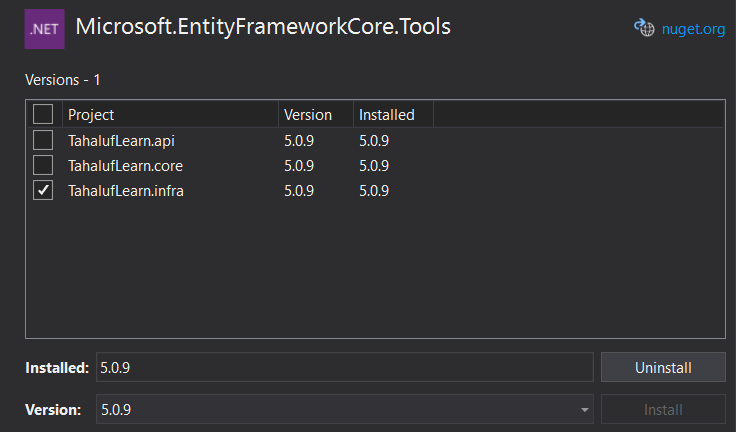 .NET Microsoft.EntityFrameworkCore.Tools nuget.org
Versions - 1
Project Version Installed
TahalufLearn.api 5.0.9 5.0.9
TahalufLearn.core 5.0.9 5.0.9
TahalufLearn.infra 5.0.9 5.0.9
Installed: 5.0.9 Uninstall
Version: 5.0.9 Install